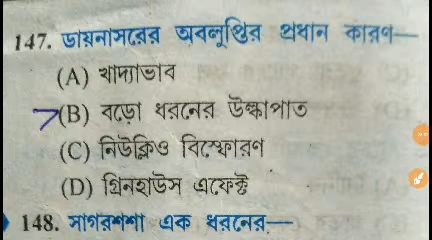 147. ডায়নাসরের অবলুপ্তির প্রধান কারণ—
(A) খাদ্যাভাব
(B) বড়ো ধরনের উল্কাপাত
(C) নিউক্লিও বিস্ফোরণ
(D) গ্রিনহাউস এফেক্ট
148. সাগরশশা এক ধরনের—